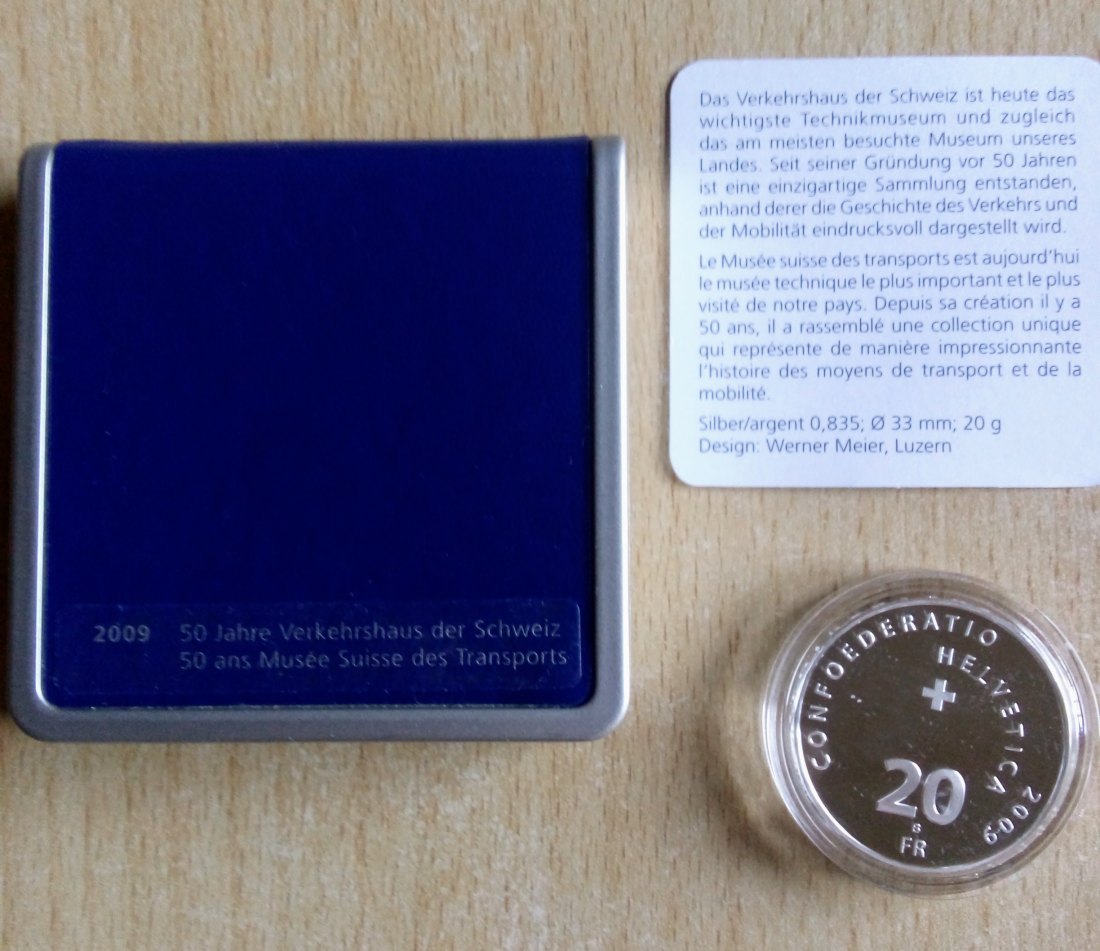 Das Verkehrshaus der Schweiz ist heute das
wichtigste Technikmuseum und zugleich
das am meisten besuchte Museum unseres
Landes. Seit seiner Gründung vor 50 Jahren
ist eine einzigartige Sammlung entstanden,
anhand derer die Geschichte des Verkehrs und
der Mobilität eindrucksvoll dargestellt wird.
Le Musée suisse des transports est aujourd'hui
le musée technique le plus important et le plus
visité de notre pays. Depuis sa création il y a
50 ans, il a rassemblé une collection unique
qui représente de manière impressionnante
l'histoire des moyens de transport et de la
mobilité.
Silber/argent 0,835; Ø 33 mm; 20 g
Design: Werner Meier, Luzern
2009 50 Jahre Verkehrshaus der Schweiz
50 ans Musée Suisse des Transports
CONFOEDERATIO
HELVETICA 2009
20
B
FR